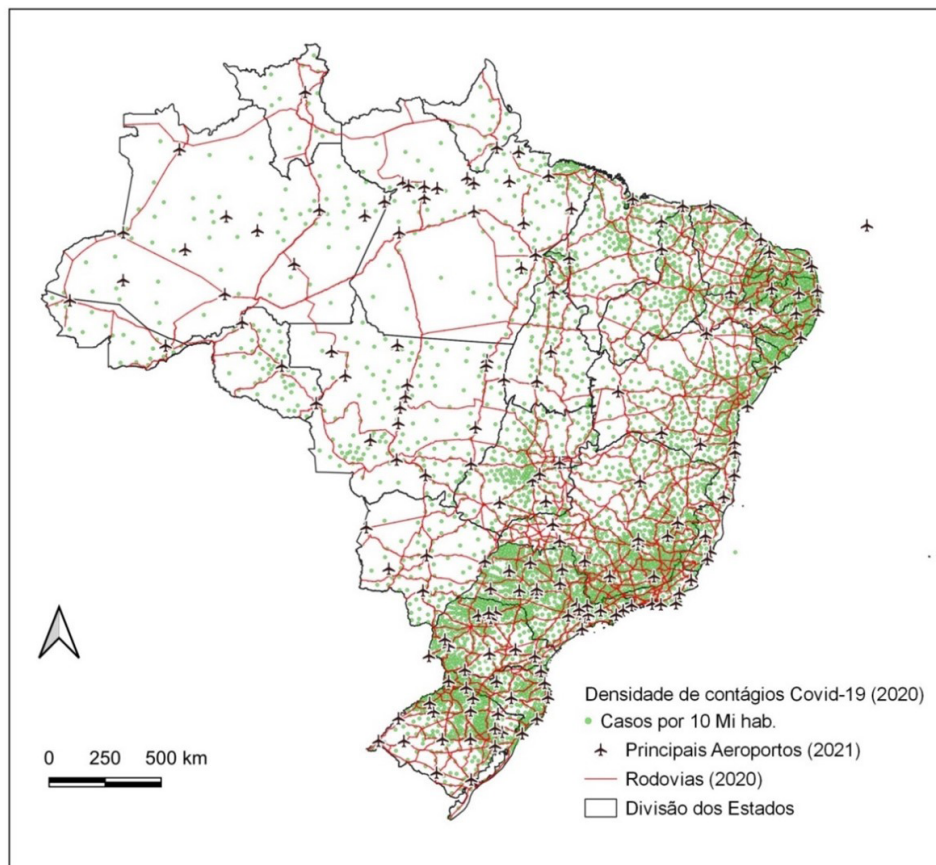 Densidade de contágios Covid-19 (2020)
Casos por 10 Mi hab.
Principais Aeroportos (2021)
Rodovias (2020)
Divisão dos Estados
0 250 500 km